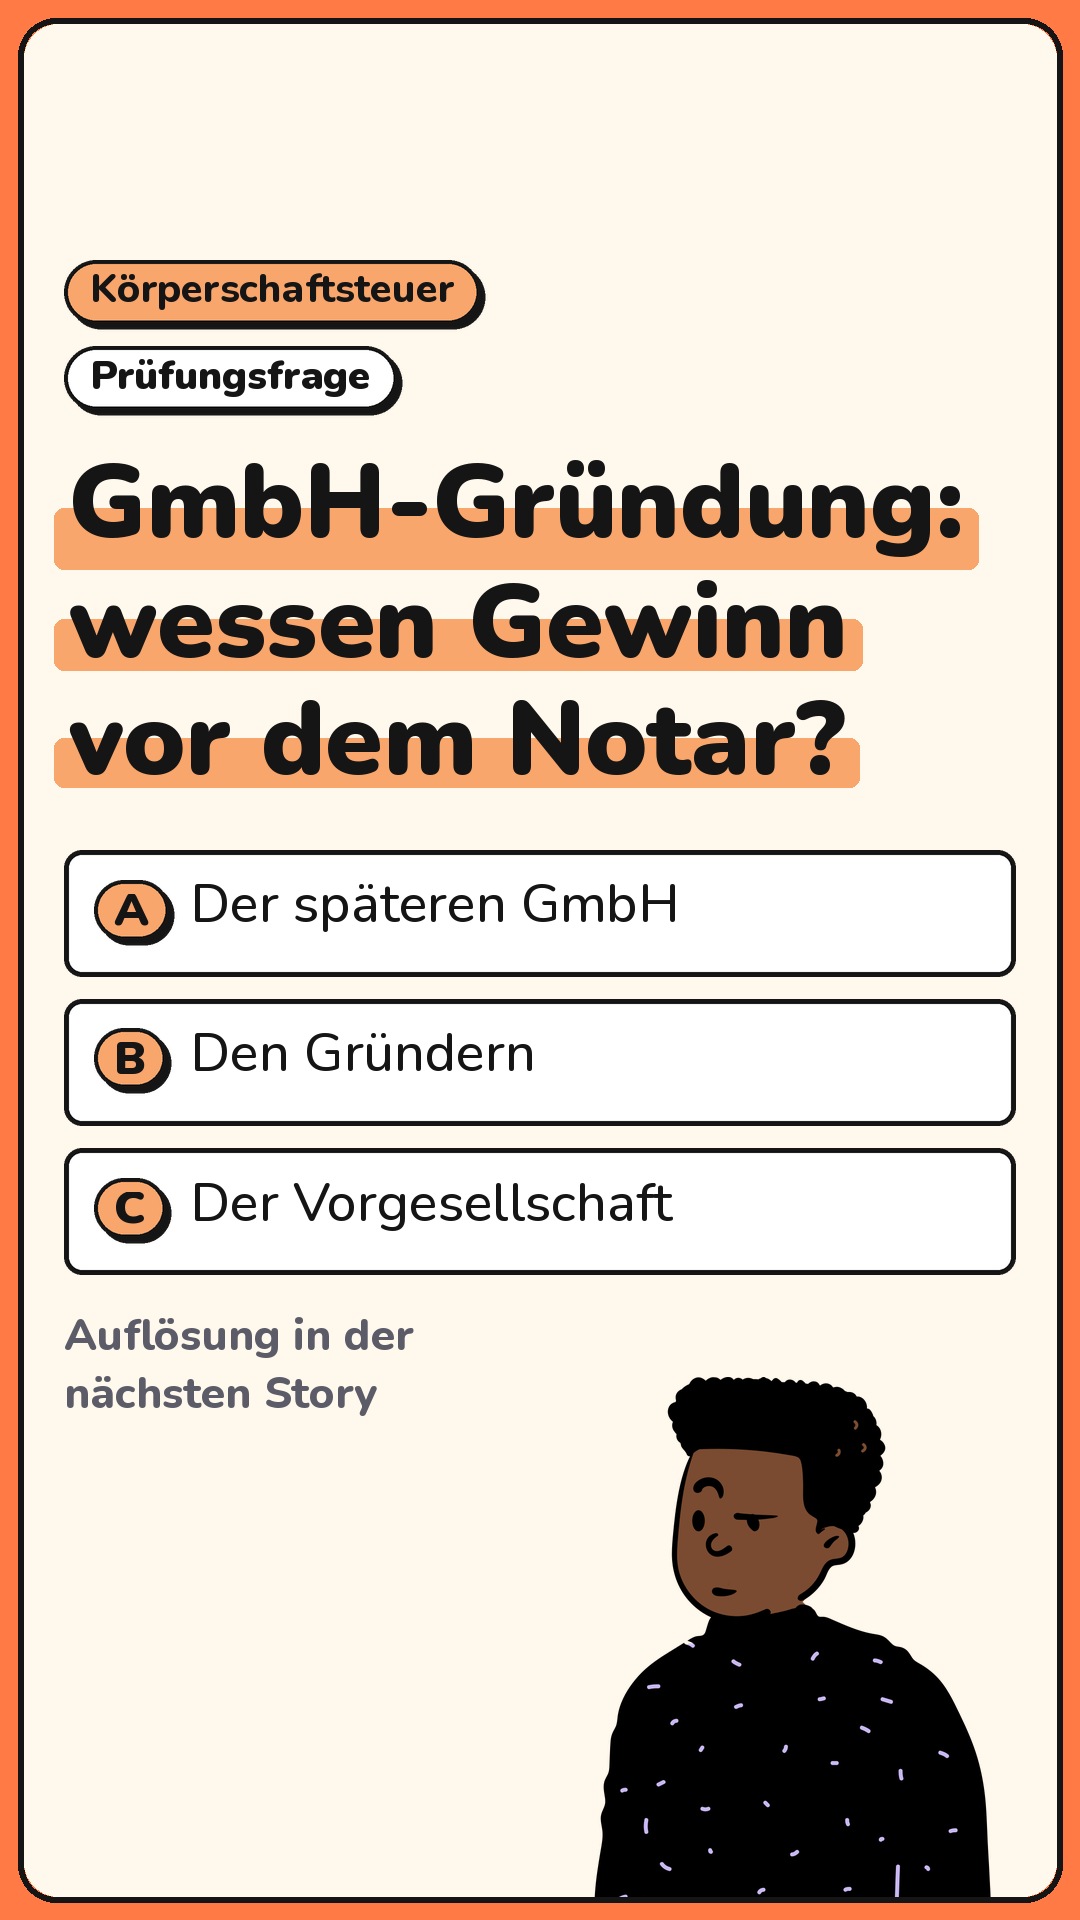 Körperschaftsteuer
Prüfungsfrage
GmbH-Gründung:
wessen Gewinn
vor dem Notar?
A Der späteren GmbH
B Den Gründern
C Der Vorgesellschaft
Auflösung in der
nächsten Story